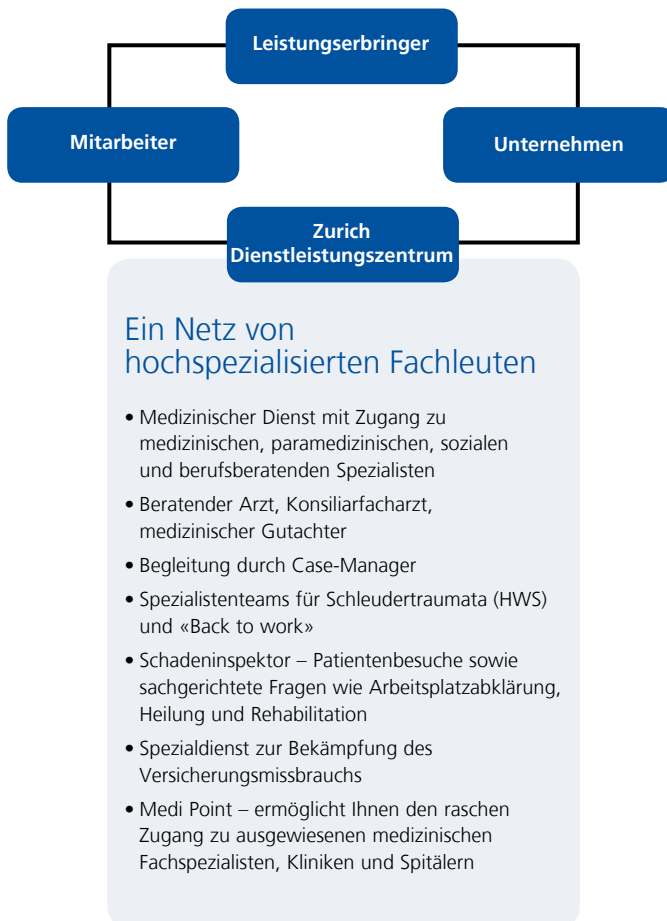 Leistungserbringer
Mitarbeiter
Unternehmen
Zurich
Dienstleistungszentrum
Ein Netz von
hochspezialisierten Fachleuten
• Medizinischer Dienst mit Zugang zu
medizinischen, paramedizinischen, sozialen
und berufsberatenden Spezialisten
• Beratender Arzt, Konsiliarfacharzt,
medizinischer Gutachter
• Begleitung durch Case-Manager
• Spezialistenteams für Schleudertraumata (HWS)
und «Back to work»
• Schadeninspektor – Patientenbesuche sowie
sachgerichtete Fragen wie Arbeitsplatzabklärung,
Heilung und Rehabilitation
• Spezialdienst zur Bekämpfung des
Versicherungsmissbrauchs
• Medi Point – ermöglicht Ihnen den raschen
Zugang zu ausgewiesenen medizinischen
Fachspezialisten, Kliniken und Spitälern